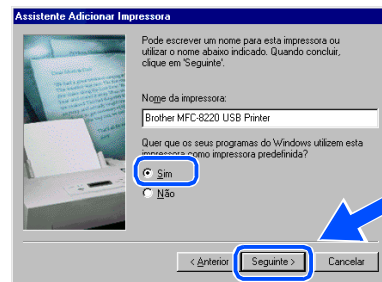 Assistente Adicionar Impressora
Pode escrever um nome para esta impressora ou
utilizar o nome abaixo indicado. Quando concluir,
clique em 'Seguinte'.
Nome da impressora:
Brother MFC-8220 USB Printer
Quer que os seus programas do Windows utilizem esta
impressora como impressora predefinida?
Sim
Não
< Anterior Seguinte > Cancelar